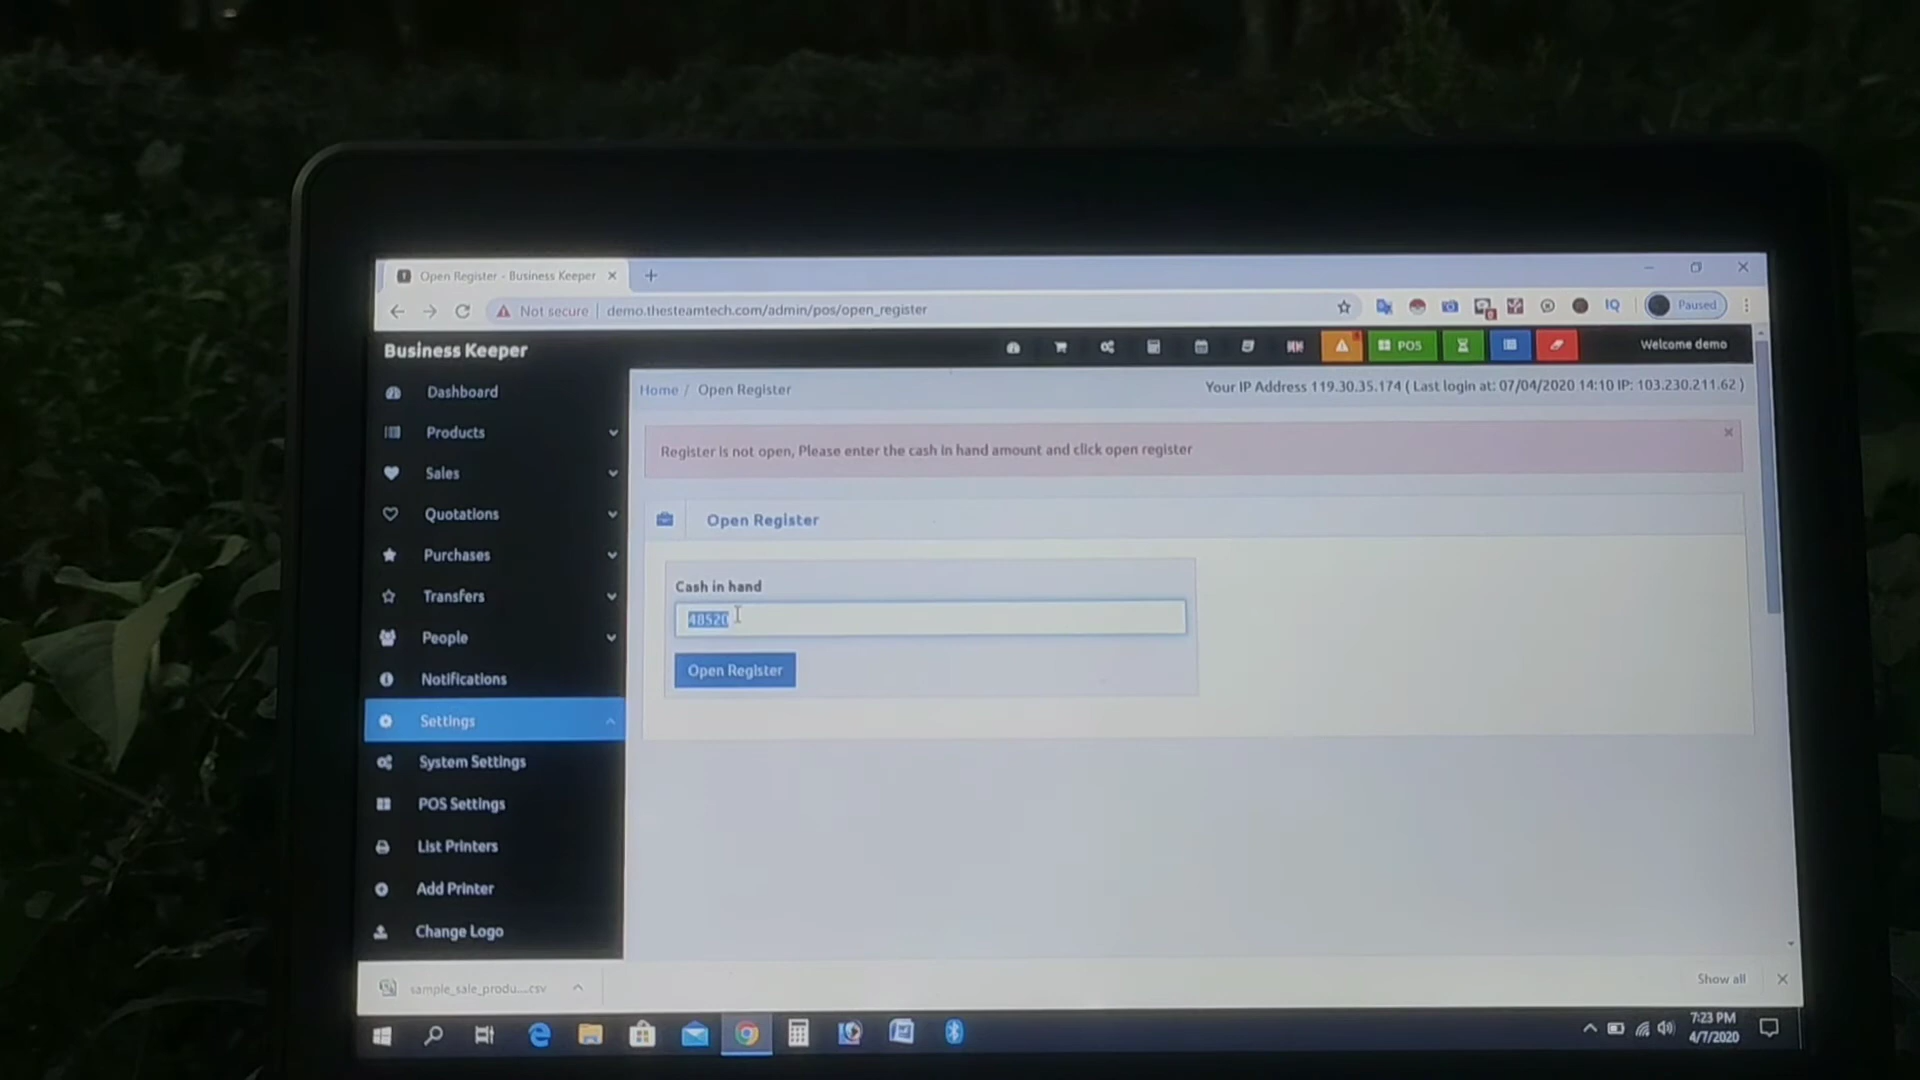 Open Register - Business Keeper
Not secure
demo.thesteamtech.com/admin/pos/open_register
IQ
Paused
Business Keeper
POS
Welcome demo
Dashboard
Products
Sales
Quotations
Purchases
Transfers
People
Notifications
Settings
System Settings
POS Settings
List Printers
Add Printer
Change Logo
Home / Open Register
Your IP Address 119.30.35.174 ( Last login at: 07/04/2020 14:10 IP: 103.230.211.62 )
Register is not open, Please enter the cash in hand amount and click open register
Open Register
Cash in hand
48520
Open Register
sample_sale_produ....csv
Show all
7:23 PM
4/7/2020